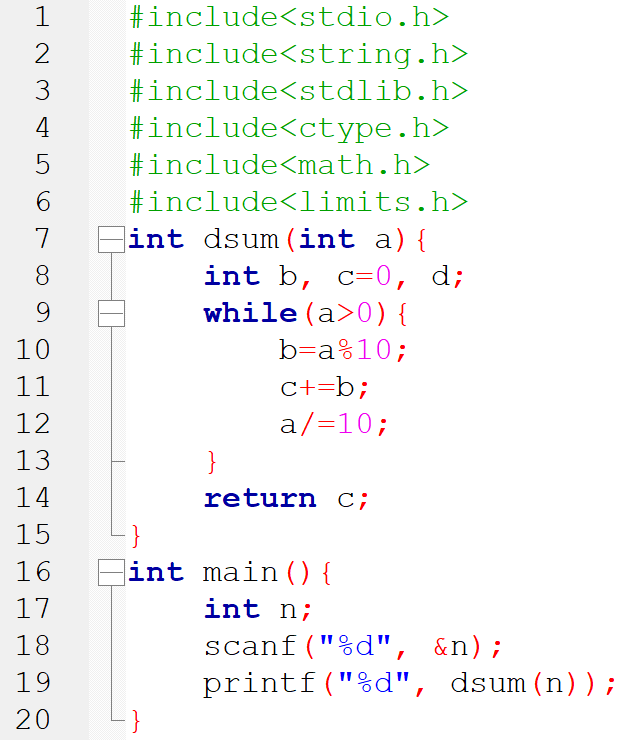 1 #include<stdio.h>
2 #include<string.h>
3 #include<stdlib.h>
4 #include<ctype.h>
5 #include<math.h>
6 #include<limits.h>
7 int dsum(int a){
8     int b, c=0, d;
9     while(a>0){
10         b=a%10;
11         c+=b;
12         a/=10;
13     }
14     return c;
15 }
16 int main(){
17     int n;
18     scanf("%d", &n);
19     printf("%d", dsum(n));
20 }